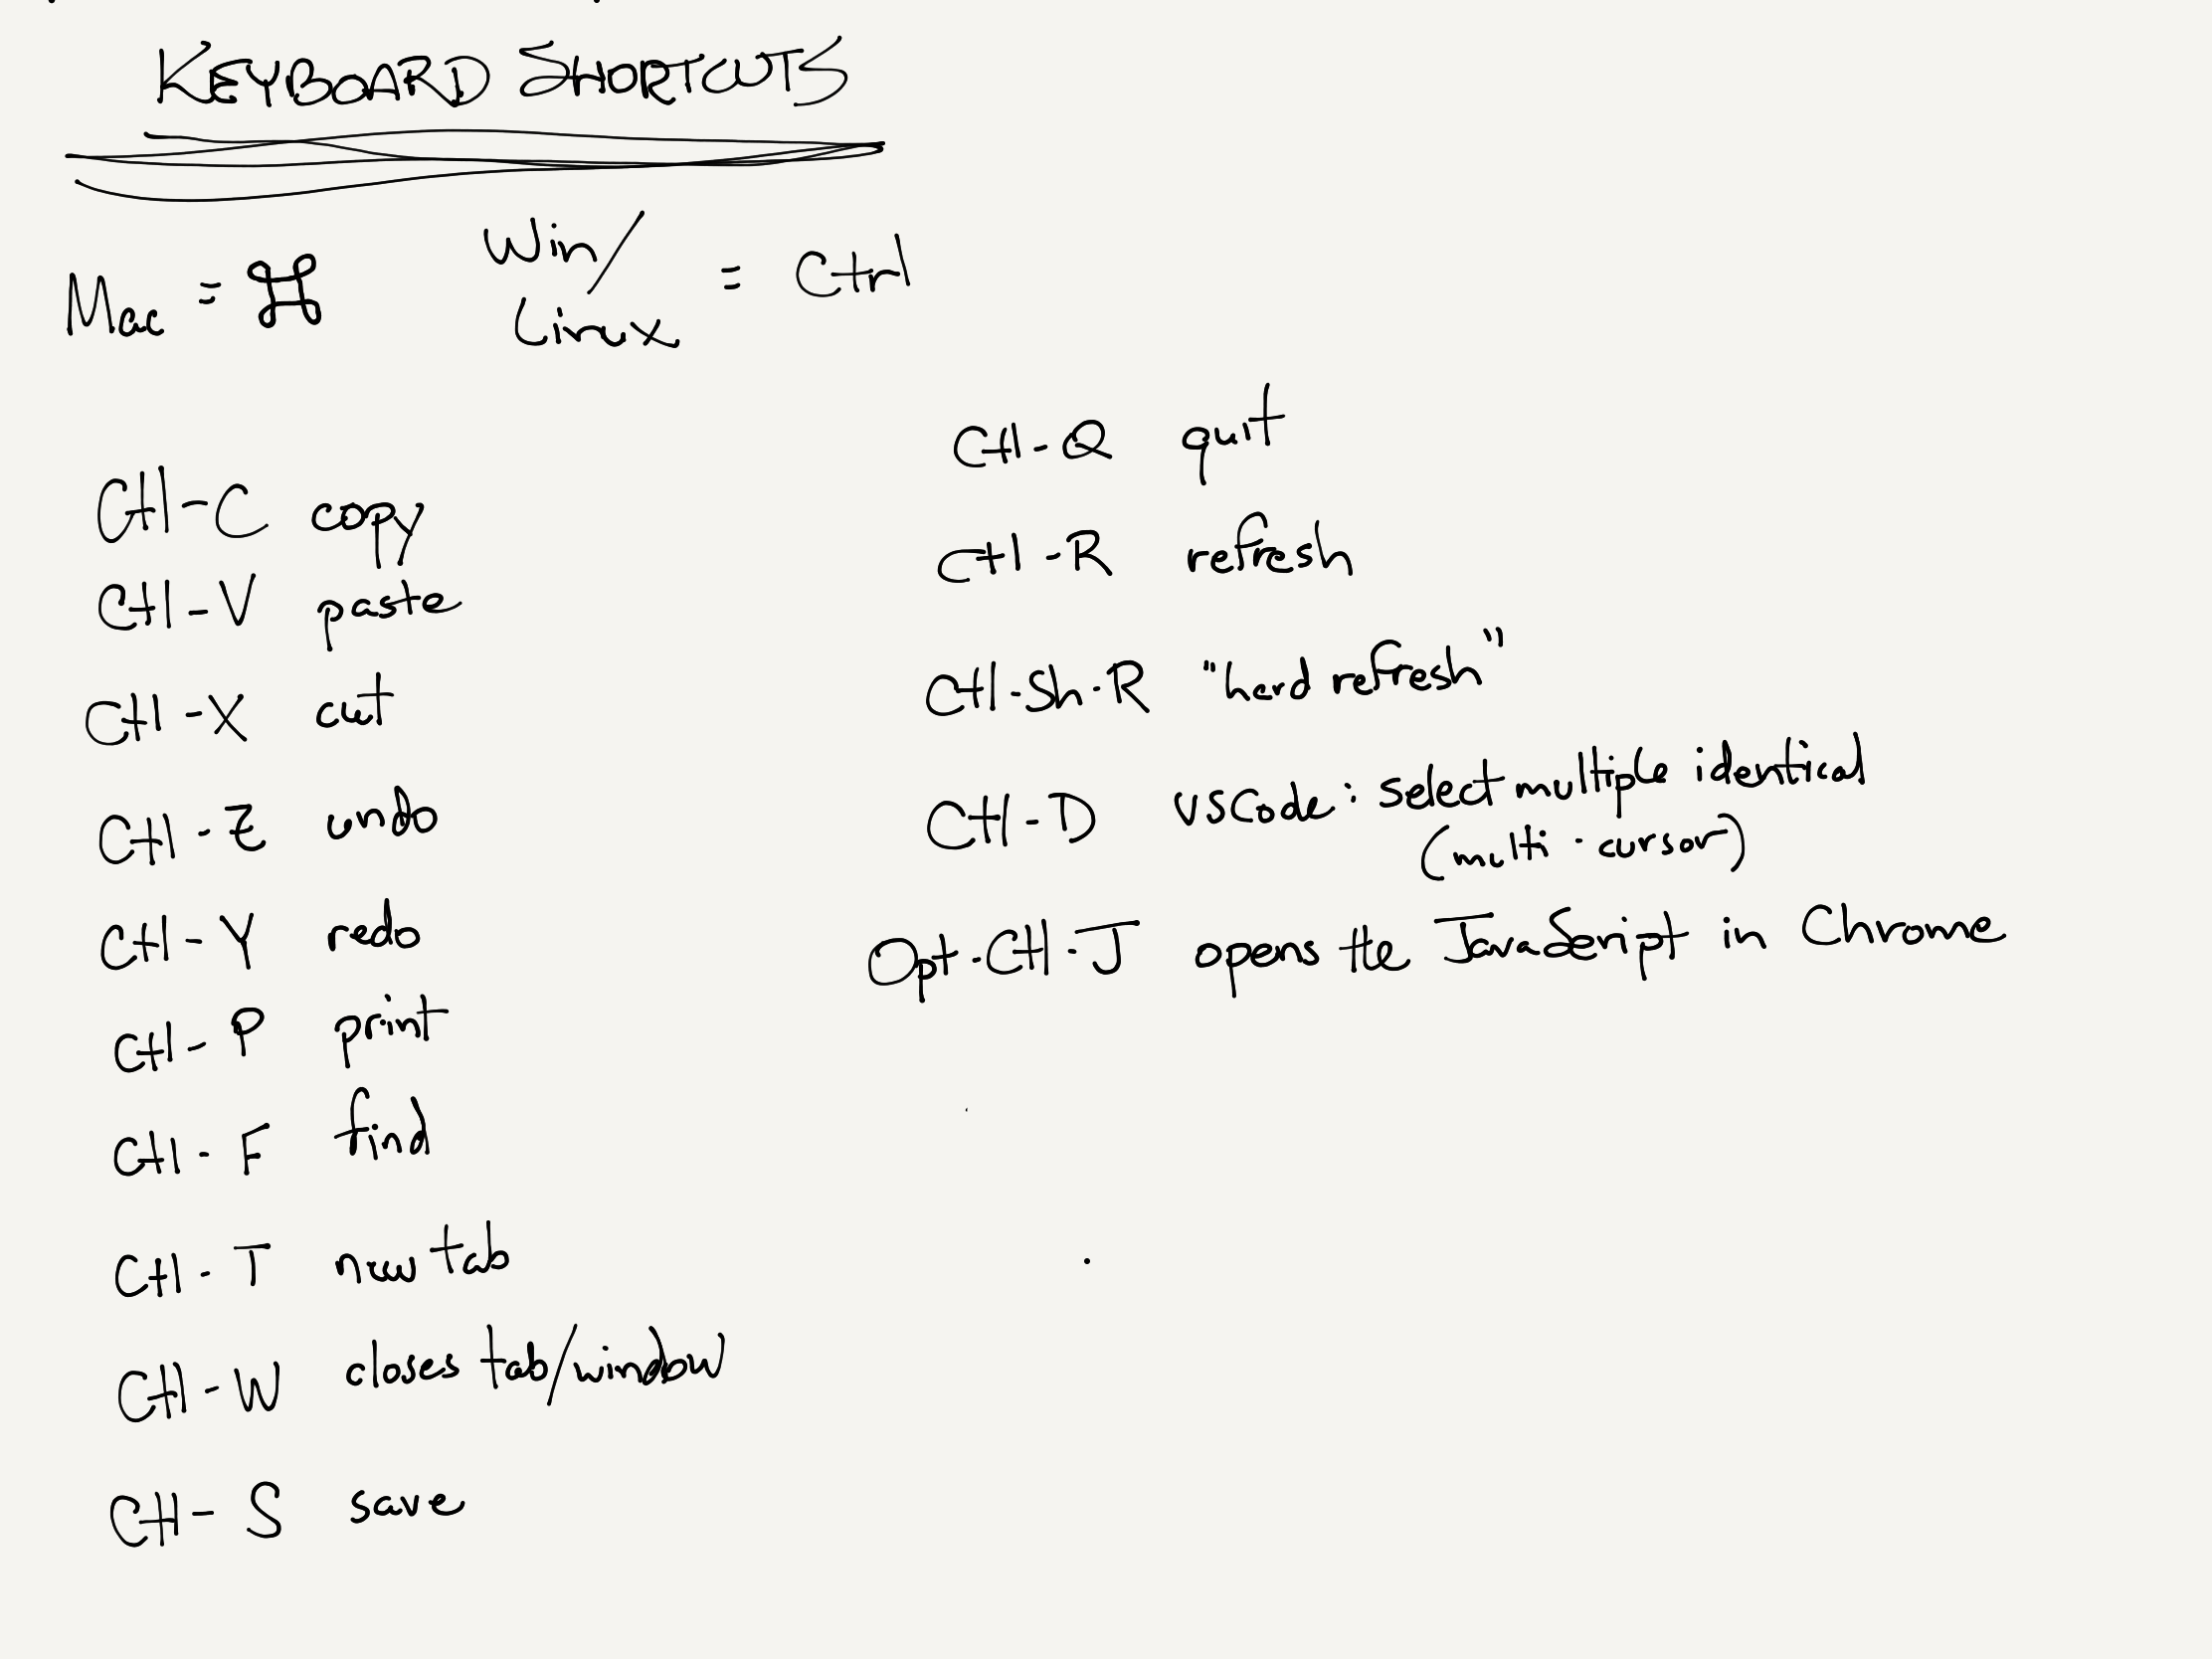 KEYBOARD SHORTCUTS
Mac = ⌘ Win/Linux = Ctrl
Ctl-C copy
Ctl-V paste
Ctl-X cut
Ctl-Z undo
Ctl-Y redo
Ctl-P print
Ctl-F find
Ctl-T new tab
Ctl-W closes tab/window
Ctl-S save
Ctl-Q quit
Ctl-R refresh
Ctl-Sh-R "hard refresh"
Ctl-D VSCode: select multiple identical
(multi-cursor)
Opt-Ctl-J opens the JavaScript in Chrome